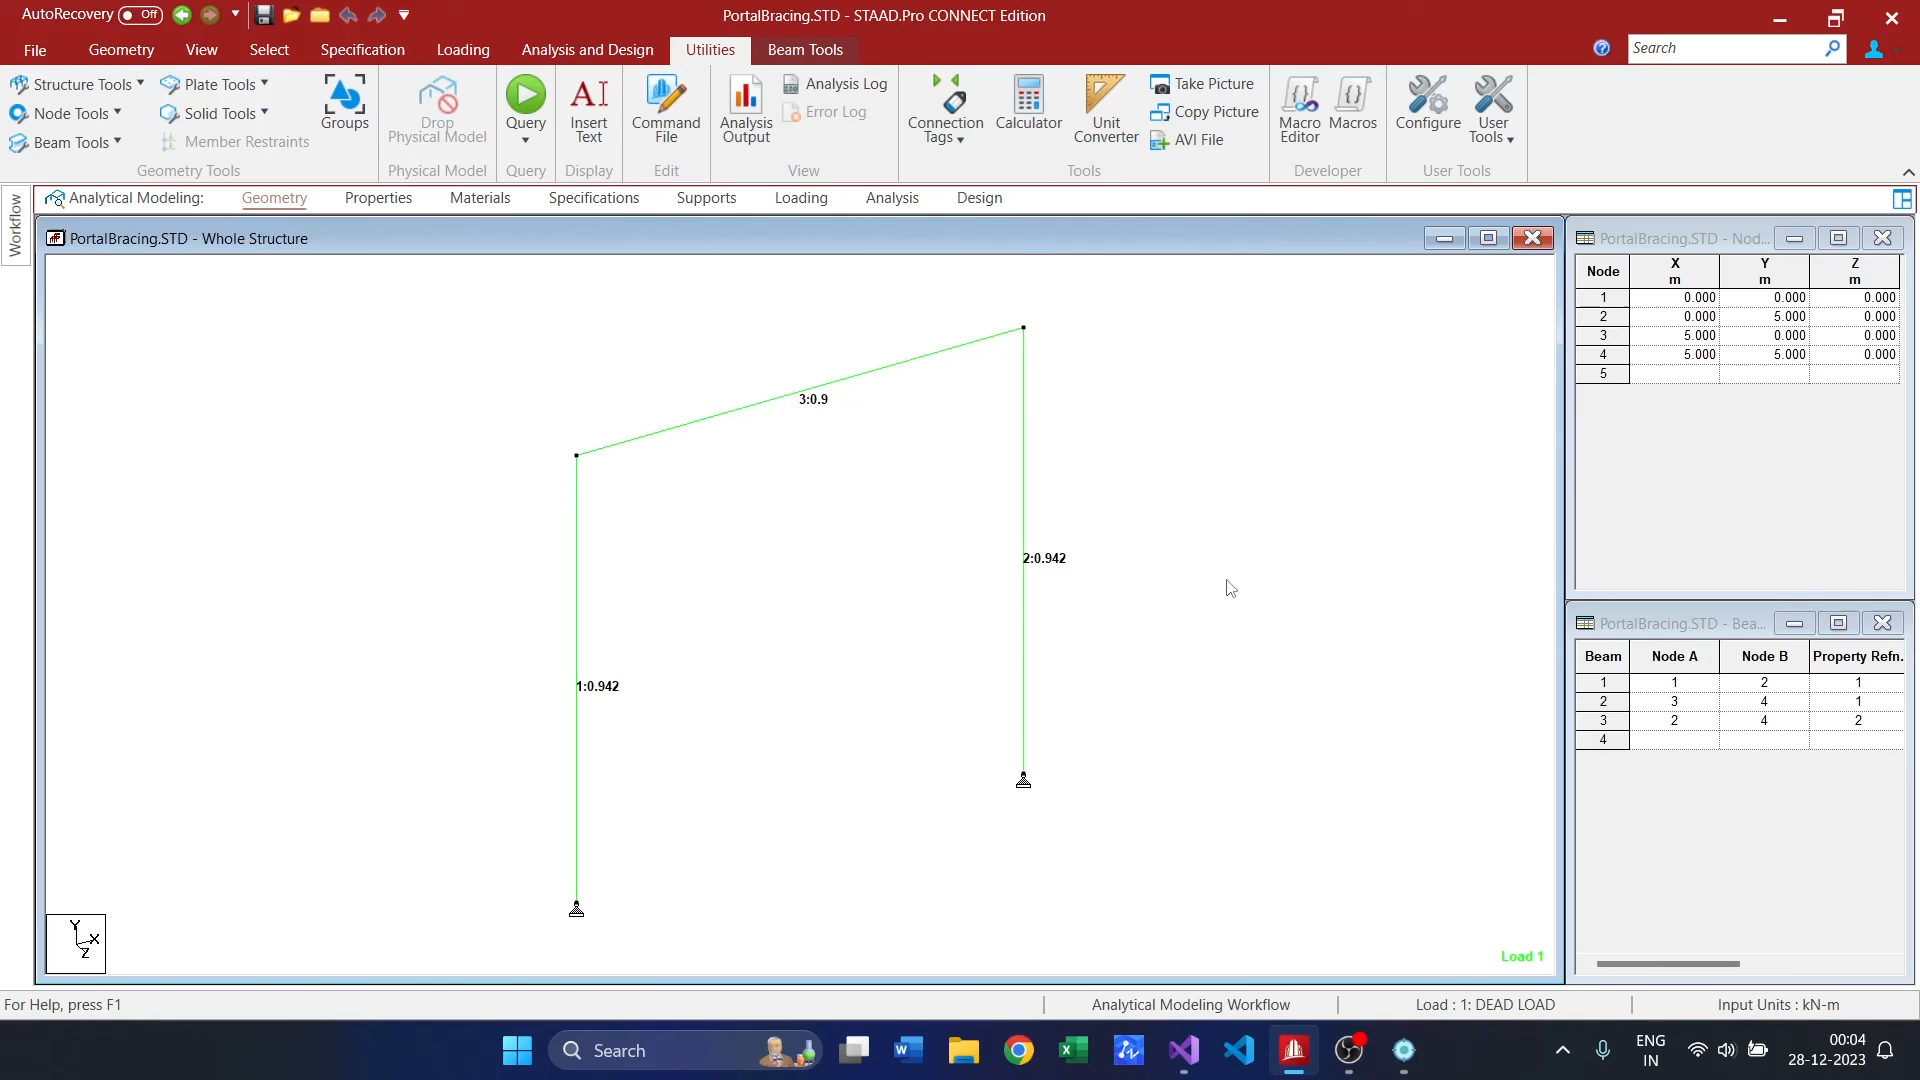 AutoRecovery Off
PortalBracing.STD - STAAD.Pro CONNECT Edition
File Geometry View Select Specification Loading Analysis and Design Utilities Beam Tools
Search
Structure Tools
Node Tools
Beam Tools
Plate Tools
Solid Tools
Member Restraints
Geometry Tools
Groups
Drop
Physical Model
Physical Model
Query
Query
Insert
Text
Display
Command
File
Edit
Analysis
Output
Analysis Log
Error Log
View
Connection
Tags
Calculator
Unit
Converter
Take Picture
Copy Picture
AVI File
Tools
Macro
Editor
Macros
Developer
Configure
User
Tools
User Tools
Workflow
Analytical Modeling: Geometry Properties Materials Specifications Supports Loading Analysis Design
PortalBracing.STD - Whole Structure
3:0.9
2:0.942
1:0.942
Y
X
Z
Load 1
PortalBracing.STD - Nod...
Node X m Y m Z m
1 0.000 0.000 0.000
2 0.000 5.000 0.000
3 5.000 0.000 0.000
4 5.000 5.000 0.000
5
PortalBracing.STD - Bea...
Beam Node A Node B Property Refn.
1 1 2 1
2 3 4 1
3 2 4 2
4
For Help, press F1
Analytical Modeling Workflow
Load : 1: DEAD LOAD
Input Units : kN-m
Search
ENG
IN
00:04
28-12-2023